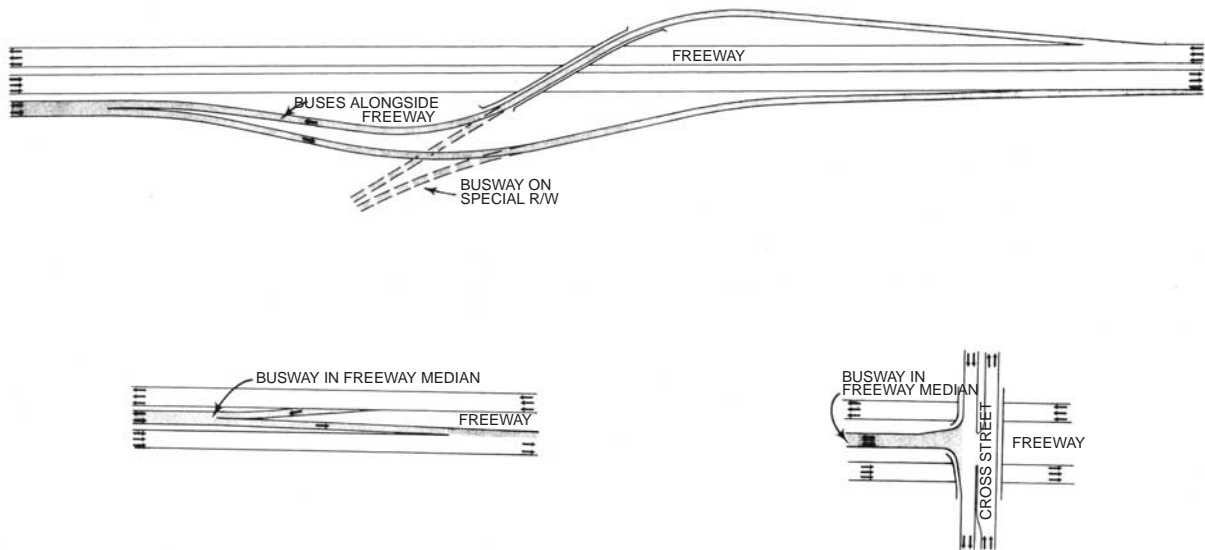 FREEWAY
BUSES ALONGSIDE
FREEWAY
BUSWAY ON
SPECIAL R/W
BUSWAY IN FREEWAY MEDIAN
FREEWAY
BUSWAY IN
FREEWAY MEDIAN
CROSS STREET
FREEWAY